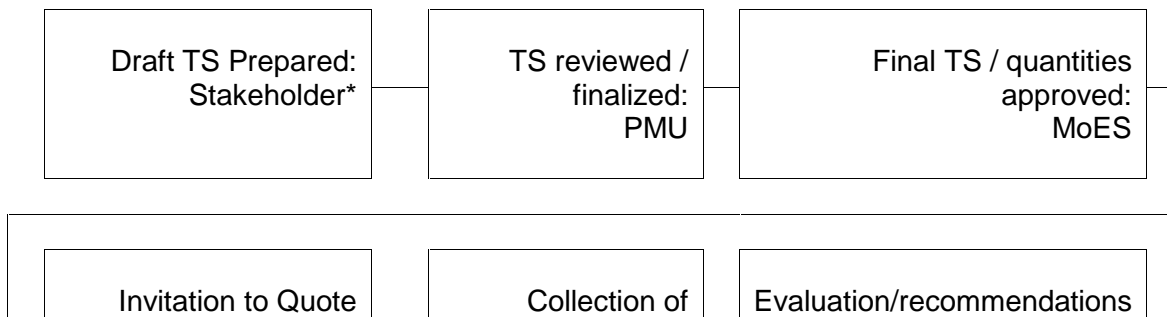 Draft TS Prepared:
Stakeholder*
TS reviewed /
finalized:
PMU
Final TS / quantities
approved:
MoES
Invitation to Quote
Collection of
Evaluation/recommendations